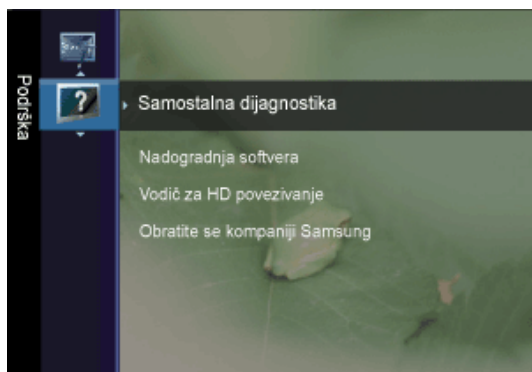 Podrška
Samostalna dijagnostika
Nadogradnja softvera
Vodič za HD povezivanje
Obratite se kompaniji Samsung